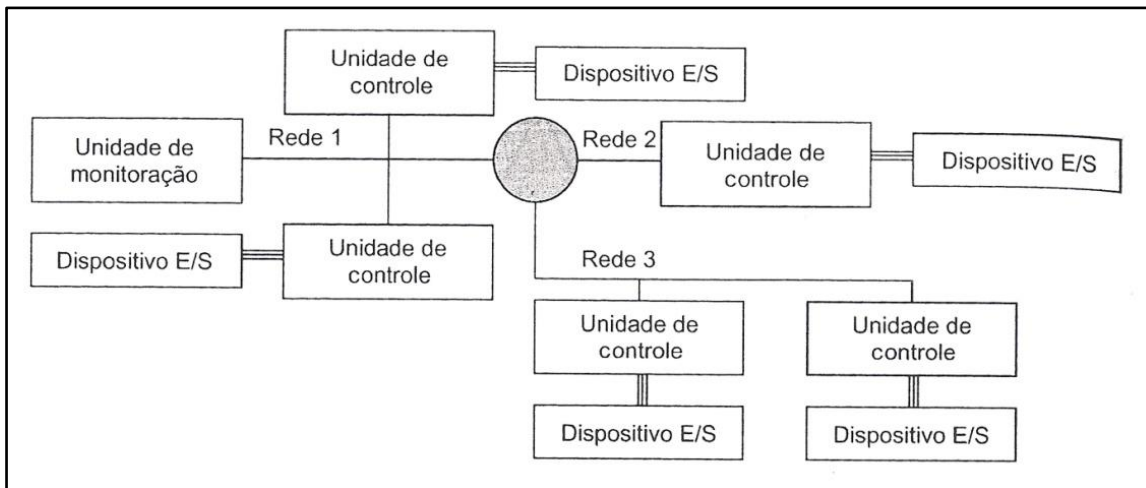 Unidade de
controle
Dispositivo E/S
Unidade de
monitoração
Rede 1
Rede 2
Unidade de
controle
Dispositivo E/S
Dispositivo E/S
Unidade de
controle
Rede 3
Unidade de
controle
Unidade de
controle
Dispositivo E/S
Dispositivo E/S